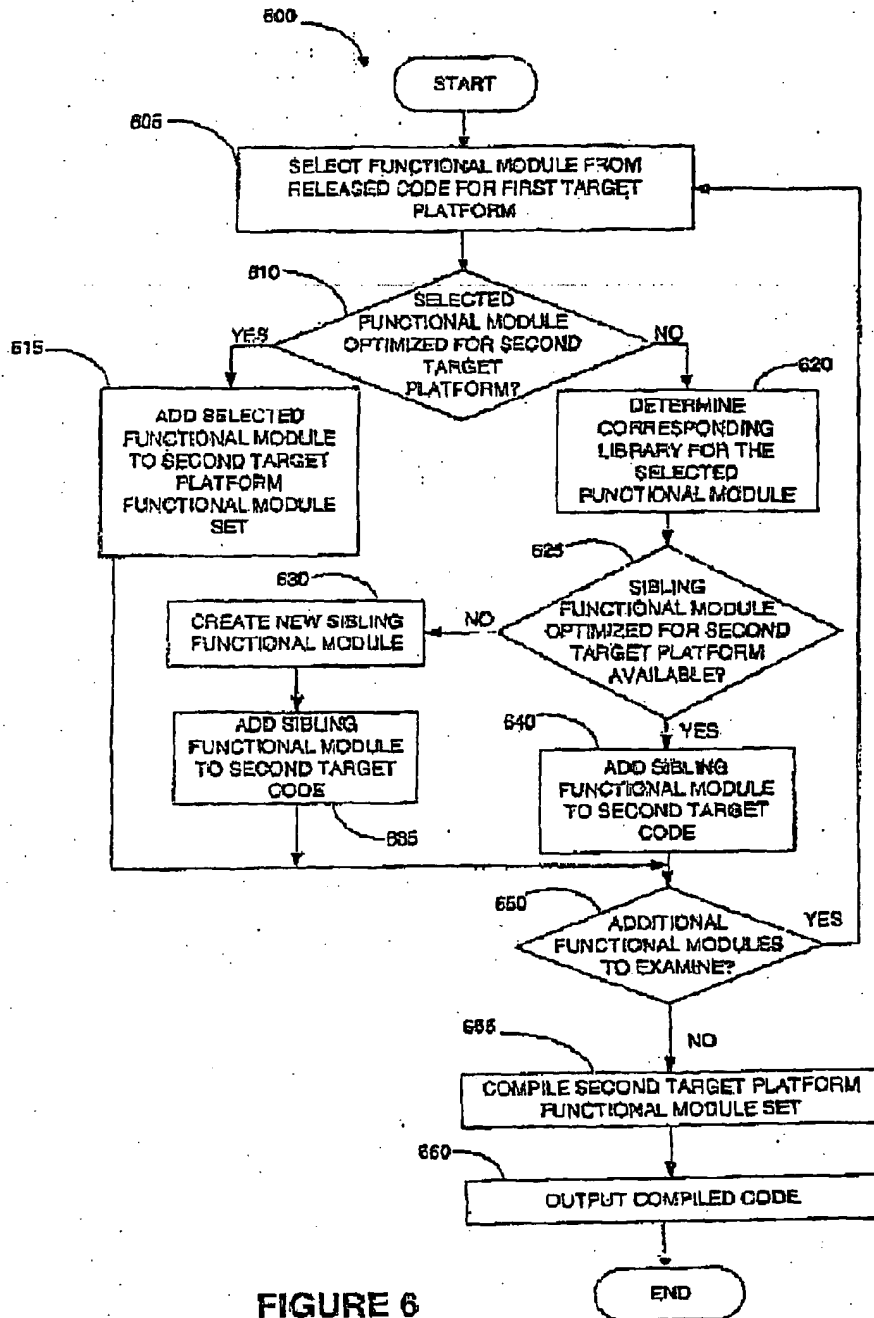 600
START
605
SELECT FUNCTIONAL MODULE FROM
RELEASED CODE FOR FIRST TARGET
PLATFORM
610
SELECTED
FUNCTIONAL MODULE
OPTIMIZED FOR SECOND
TARGET
PLATFORM?
YES
NO
615
ADD SELECTED
FUNCTIONAL MODULE
TO SECOND TARGET
PLATFORM
FUNCTIONAL MODULE
SET
620
DETERMINE
CORRESPONDING
LIBRARY FOR THE
SELECTED
FUNCTIONAL MODULE
625
SIBLING
FUNCTIONAL MODULE
OPTIMIZED FOR SECOND
TARGET PLATFORM
AVAILABLE?
NO
YES
630
CREATE NEW SIBLING
FUNCTIONAL MODULE
ADD SIBLING
FUNCTIONAL MODULE
TO SECOND TARGET
CODE
635
640
ADD SIBLING
FUNCTIONAL MODULE
TO SECOND TARGET
CODE
650
ADDITIONAL
FUNCTIONAL MODULES
TO EXAMINE?
YES
NO
655
COMPILE SECOND TARGET PLATFORM
FUNCTIONAL MODULE SET
660
OUTPUT COMPILED CODE
END
FIGURE 6